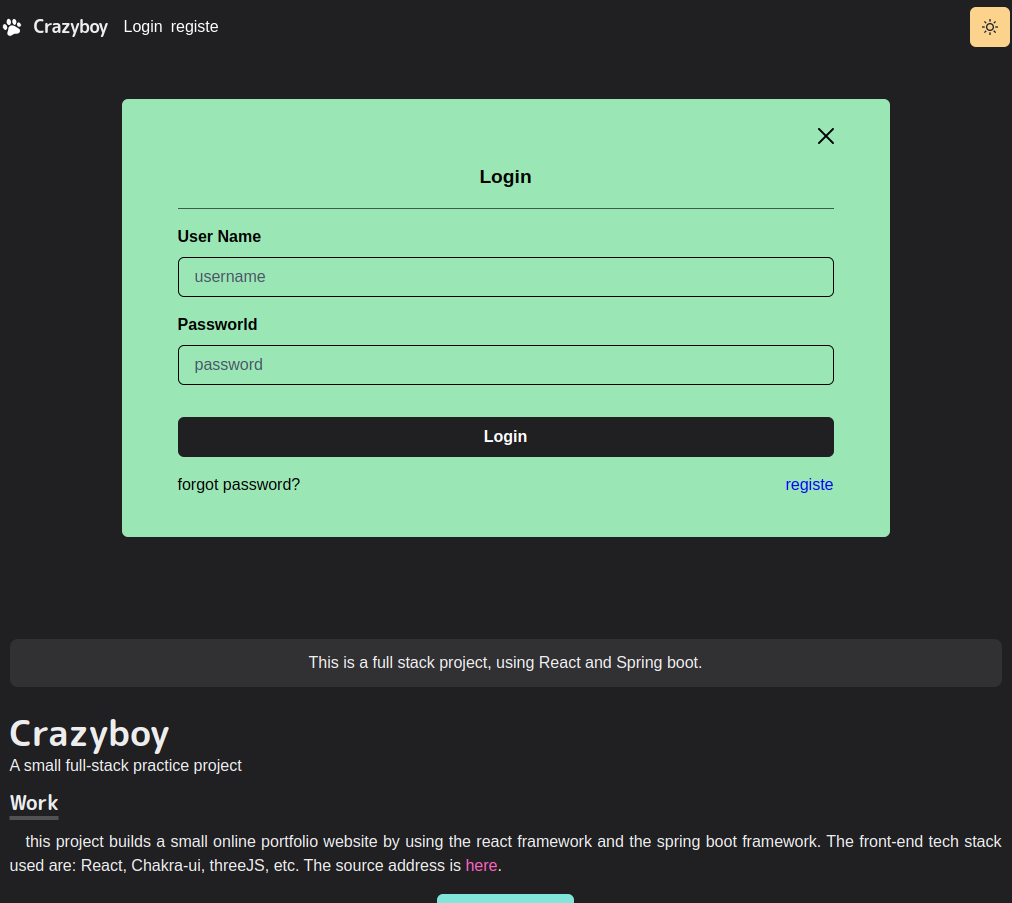 Crazyboy Login registe
Login
User Name
username
Passworld
password
Login
forgot password? registe
This is a full stack project, using React and Spring boot.
Crazyboy
A small full-stack practice project
Work
this project builds a small online portfolio website by using the react framework and the spring boot framework. The front-end tech stack
used are: React, Chakra-ui, threeJS, etc. The source address is here.